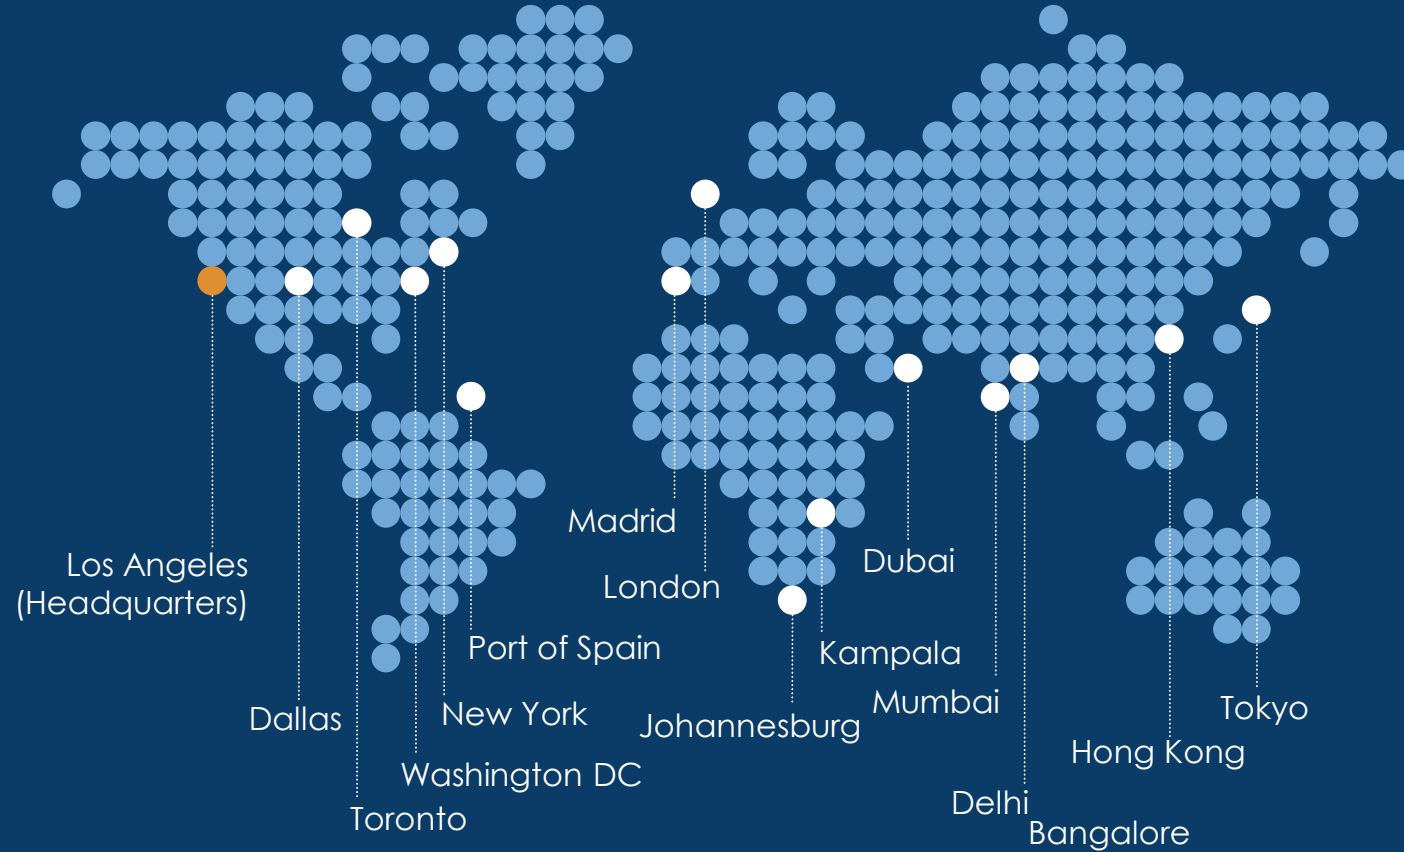 Madrid
Dubai
Los Angeles
(Headquarters)
London
Port of Spain
Kampala
Mumbai
Dallas
New York
Johannesburg
Tokyo
Hong Kong
Washington DC
Delhi
Toronto
Bangalore